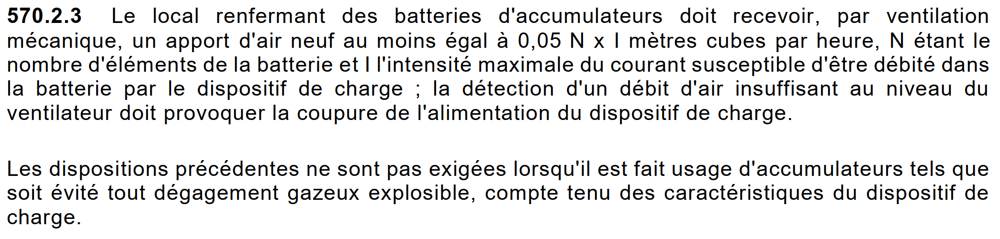 570.2.3 Le local renfermant des batteries d'accumulateurs doit recevoir, par ventilation
mécanique, un apport d'air neuf au moins égal à 0,05 N x I mètres cubes par heure, N étant le
nombre d'éléments de la batterie et I l'intensité maximale du courant susceptible d'être débité dans
la batterie par le dispositif de charge ; la détection d'un débit d'air insuffisant au niveau du
ventilateur doit provoquer la coupure de l'alimentation du dispositif de charge.
Les dispositions précédentes ne sont pas exigées lorsqu'il est fait usage d'accumulateurs tels que
soit évité tout dégagement gazeux explosible, compte tenu des caractéristiques du dispositif de
charge.